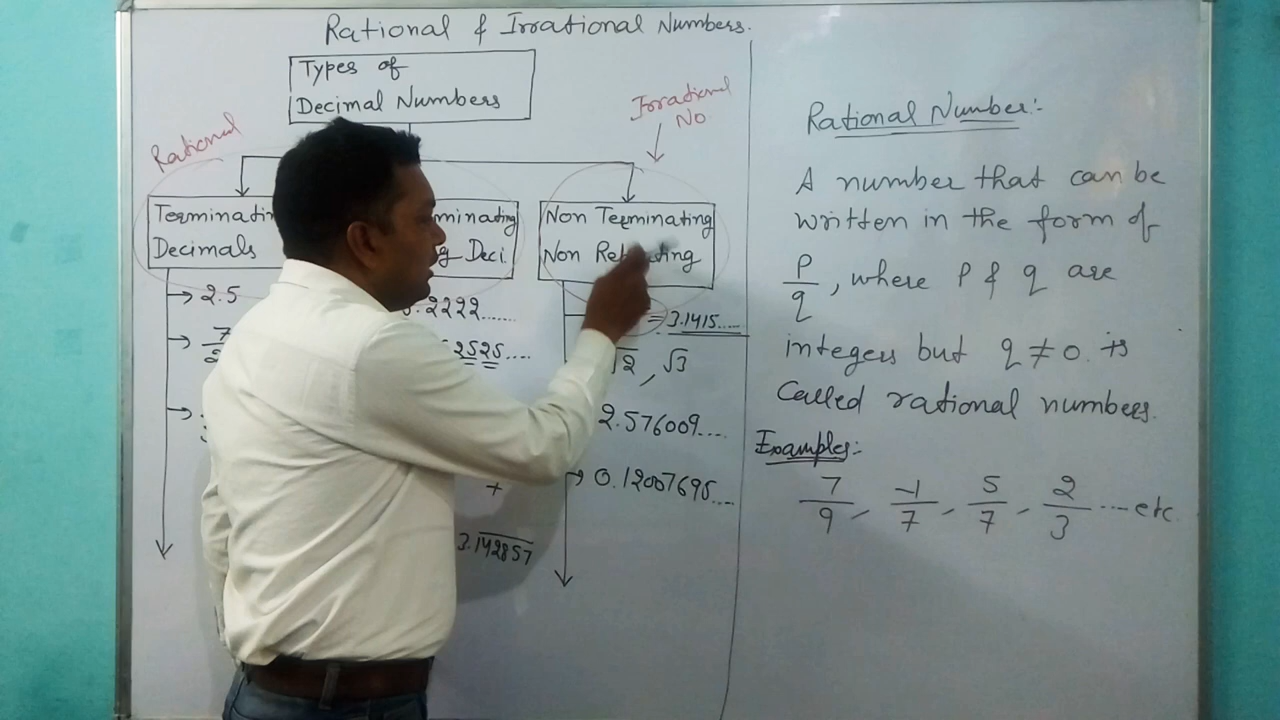 Rational & Irrational Numbers.
Types of
Decimal Numbers
Rational
Irrational
No
Decimals
minating
Deci.
Non Terminating
Non
→ 2.5
.2222......
2525....
= 3.1415.....
√2, √3
2.576009....
→ 0.12007695....
+
3.142857
Rational Number:-
A number that can be
written in the form of
P/q, where P & q are
integers but q ≠ 0. is
Called rational numbers.
Examples:-
7/9, -1/7, 5/7, 2/3 ... etc